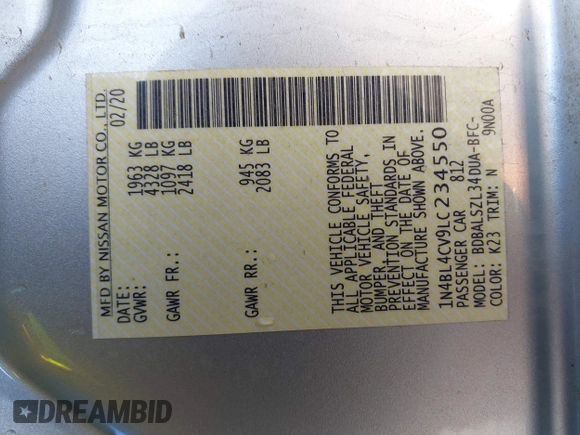 MFD BY NISSAN MOTOR CO., LTD.
DATE: 02/20
GVWR: 1963 KG
4328 LB
GAWR FR.: 1097 KG
2418 LB
GAWR RR.: 945 KG
2083 LB
THIS VEHICLE CONFORMS TO
ALL APPLICABLE FEDERAL
MOTOR VEHICLE SAFETY,
BUMPER, AND THEFT
PREVENTION STANDARDS IN
EFFECT ON THE DATE OF
MANUFACTURE SHOWN ABOVE.
1N4BL4CV9LC234550
PASSENGER CAR 812
MODEL: BDBALSZL34DUA-BFC-
COLOR: K23 TRIM: N 9N00A
DREAMBID